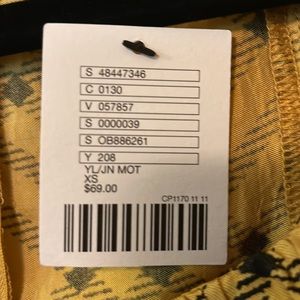 S 48447346
C 0130
V 057857
S 0000039
S OB886261
Y 208
YL/JN MOT
XS
$69.00
CP1170 11 11